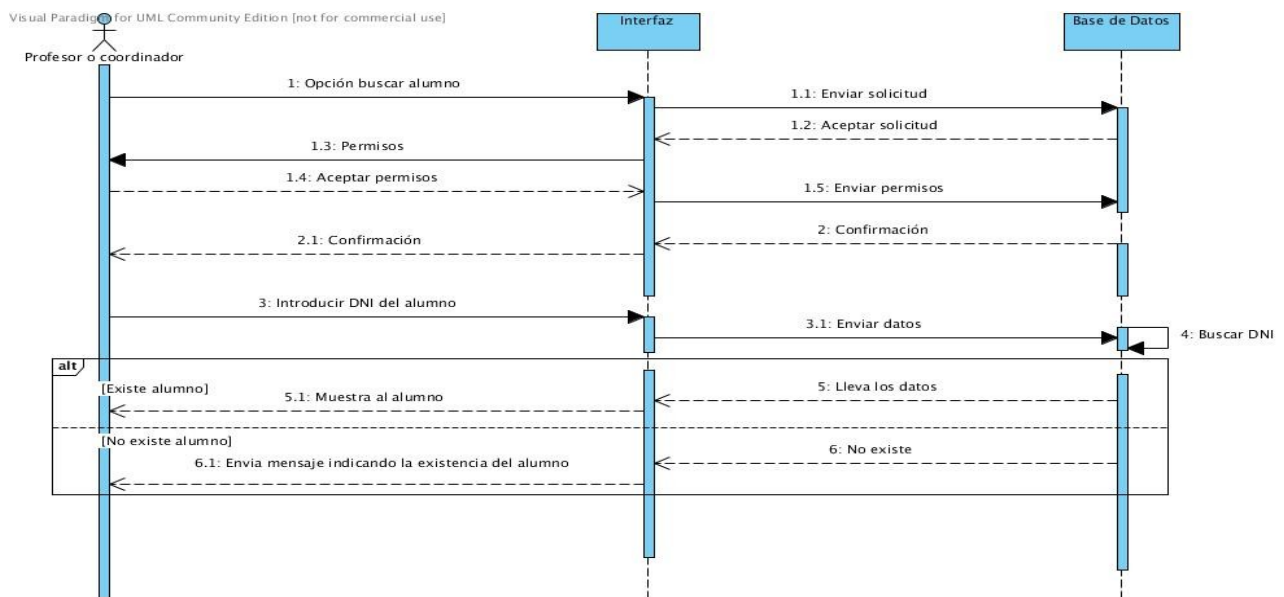 Visual Paradigm for UML Community Edition [not for commercial use]
Interfaz
Base de Datos
Profesor o coordinador
1: Opción buscar alumno
1.1: Enviar solicitud
1.2: Aceptar solicitud
1.3: Permisos
1.4: Aceptar permisos
1.5: Enviar permisos
2: Confirmación
2.1: Confirmación
3: Introducir DNI del alumno
3.1: Enviar datos
4: Buscar DNI
alt
[Existe alumno]
5: Lleva los datos
5.1: Muestra al alumno
[No existe alumno]
6: No existe
6.1: Envia mensaje indicando la existencia del alumno